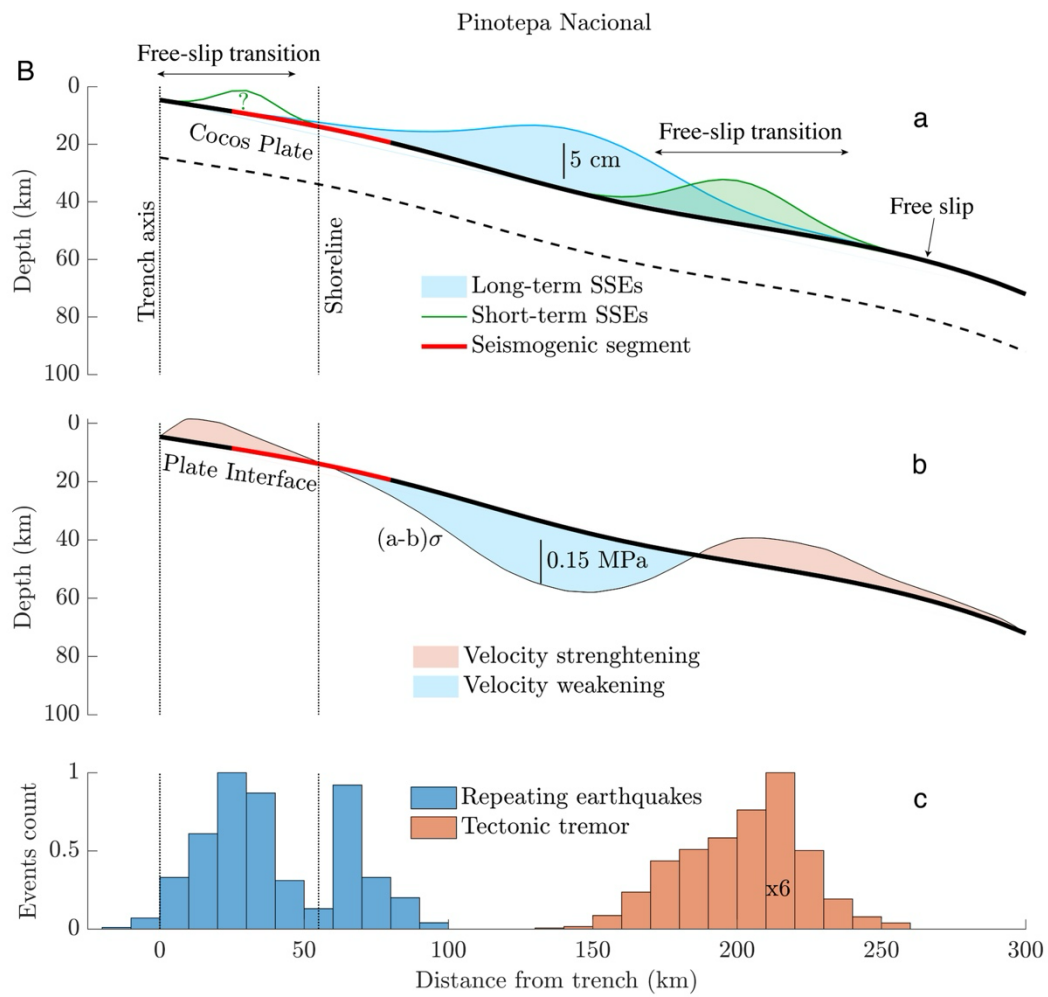 Pinotepa Nacional
B
Free-slip transition
a
?
Cocos Plate
5 cm
Free-slip transition
Free slip
Trench axis
Shoreline
Long-term SSEs
Short-term SSEs
Seismogenic segment
Depth (km)
0
20
40
60
80
100
b
Plate Interface
(a-b)σ
0.15 MPa
Velocity strenghtening
Velocity weakening
Depth (km)
0
20
40
60
80
100
c
Repeating earthquakes
Tectonic tremor
x6
Events count
1
0.5
0
0 50 100 150 200 250 300
Distance from trench (km)